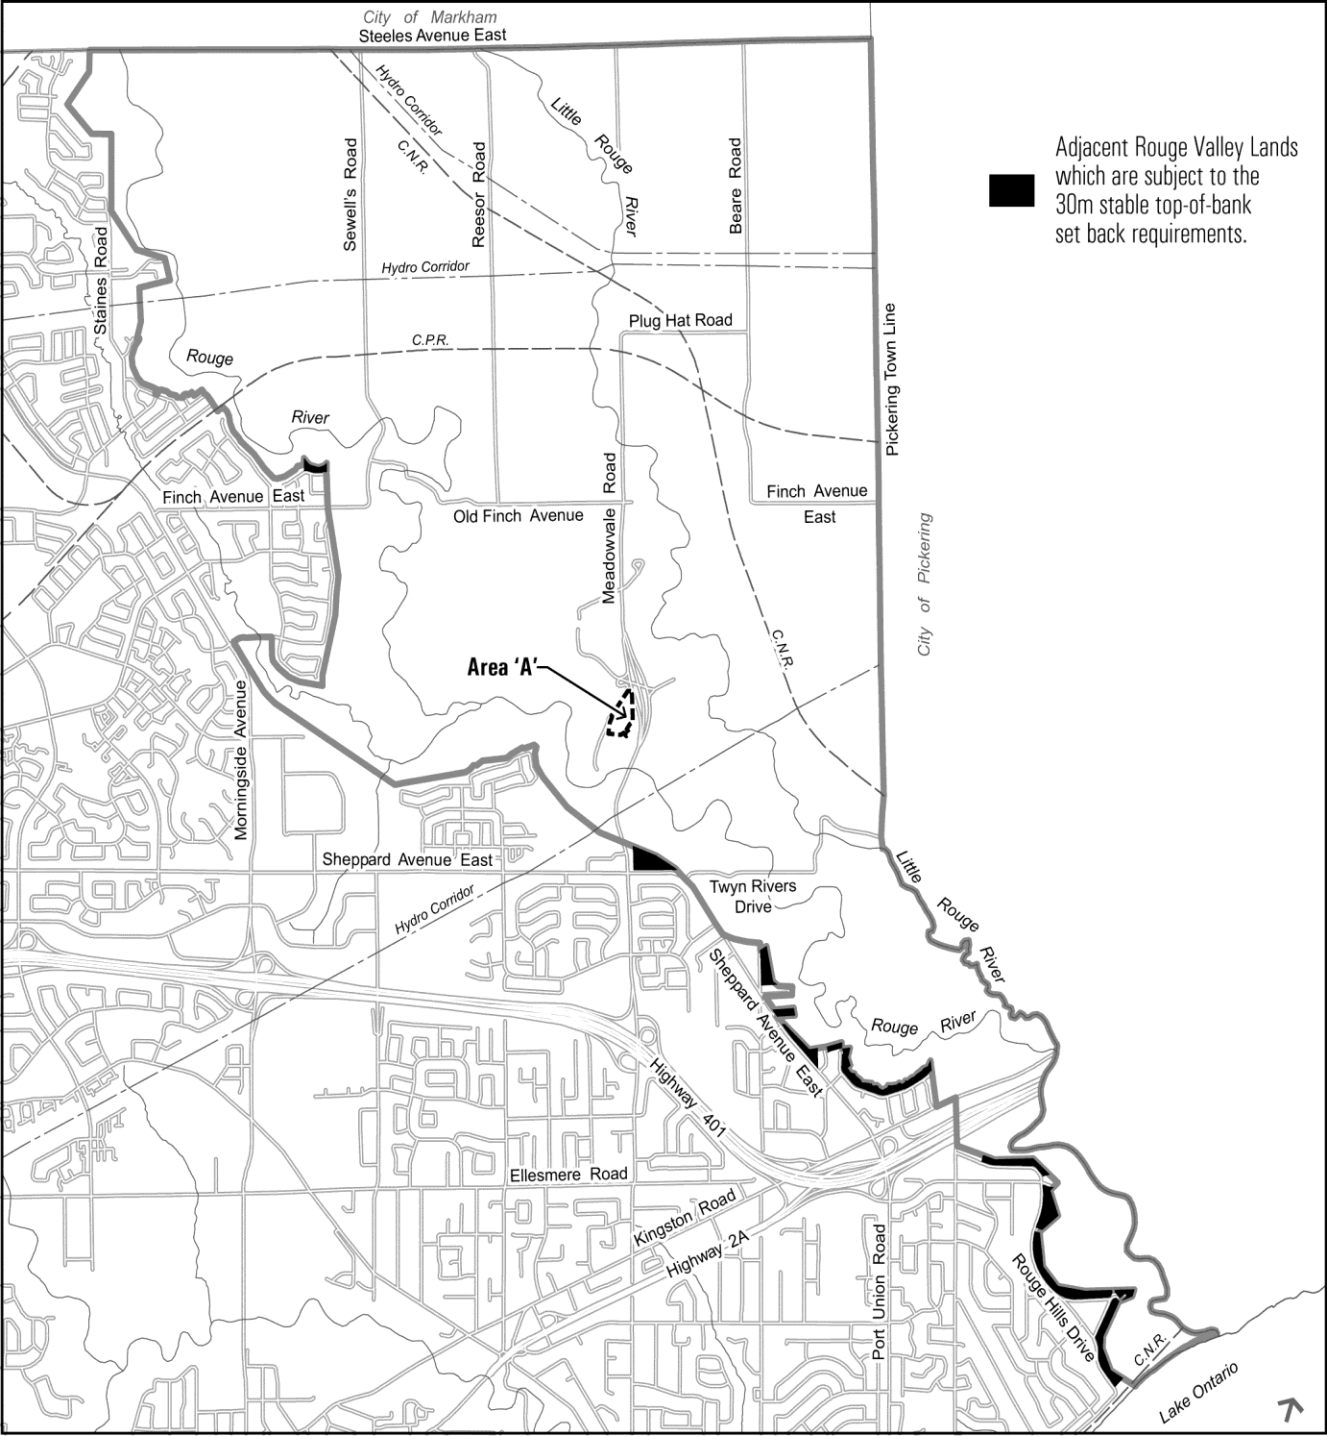 City of Markham
Steeles Avenue East
Hydro Corridor
C.N.R.
Little
Rouge
River
Sewell's Road
Reesor Road
Beare Road
Adjacent Rouge Valley Lands
which are subject to the
30m stable top-of-bank
set back requirements.
Staines Road
Hydro Corridor
Plug Hat Road
C.P.R.
Rouge
River
Pickering Town Line
Finch Avenue East
Old Finch Avenue
Meadowvale Road
Finch Avenue
East
City of Pickering
C.N.R.
Area 'A'
Morningside Avenue
Sheppard Avenue East
Hydro Corridor
Twyn Rivers
Drive
Little
Rouge
River
Sheppard Avenue East
Rouge River
Highway 401
Ellesmere Road
Kingston Road
Highway 2A
Port Union Road
Rouge Hills Drive
C.N.R.
Lake Ontario